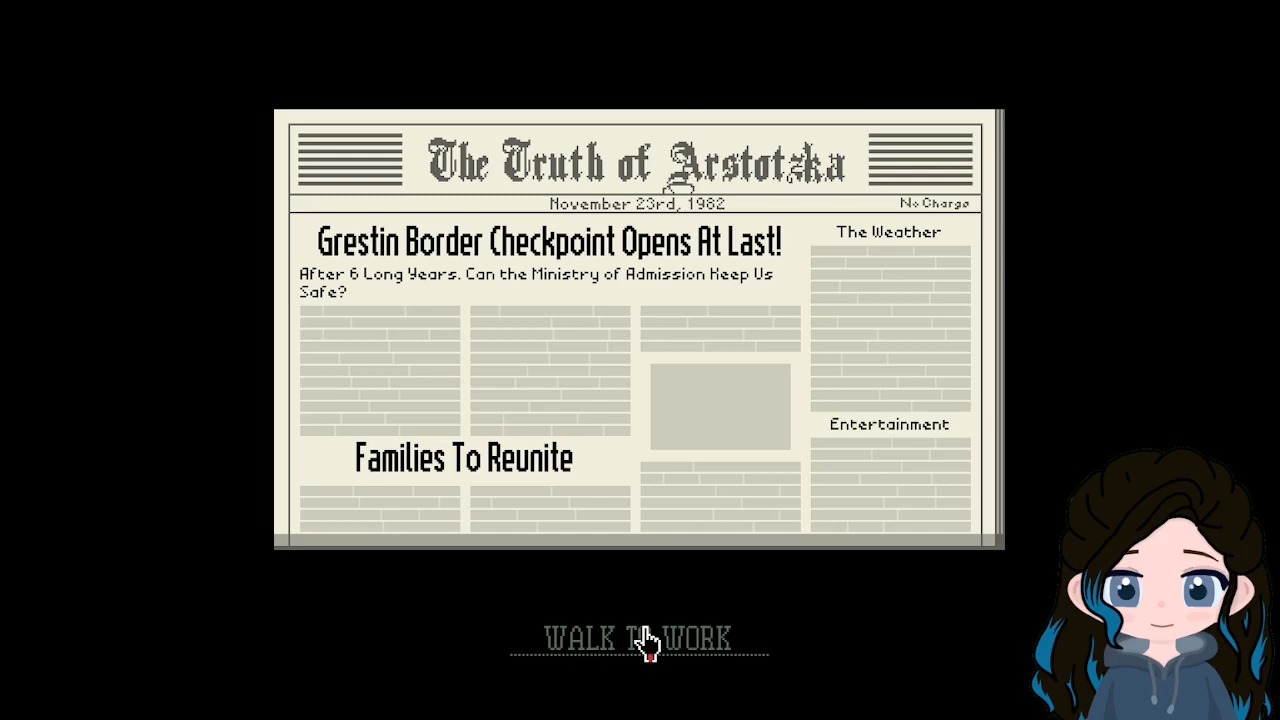 The Truth of Arstotzka
November 23rd, 1982
No Charge
Grestin Border Checkpoint Opens At Last!
After 6 Long Years. Can the Ministry of Admission Keep Us
Safe?
The Weather
Entertainment
Families To Reunite
WALK TO WORK